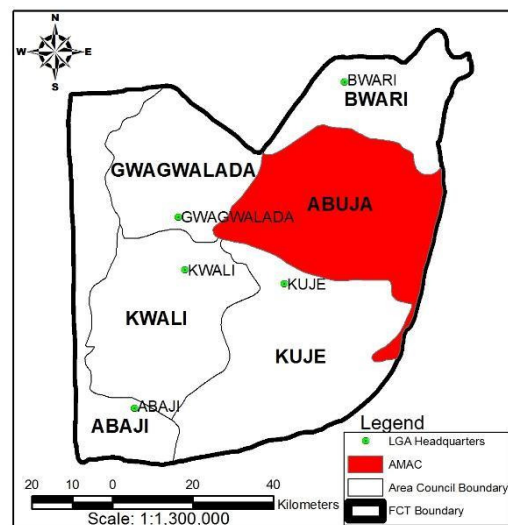 N
W E
S
BWARI
BWARI
GWAGWALADA
ABUJA
GWAGWALADA
KWALI
KUJE
KWALI
KUJE
ABAJI
ABAJI
Legend
LGA Headquarters
AMAC
Area Council Boundary
FCT Boundary
20 10 0 20 40
Kilometers
Scale: 1:1.300.000